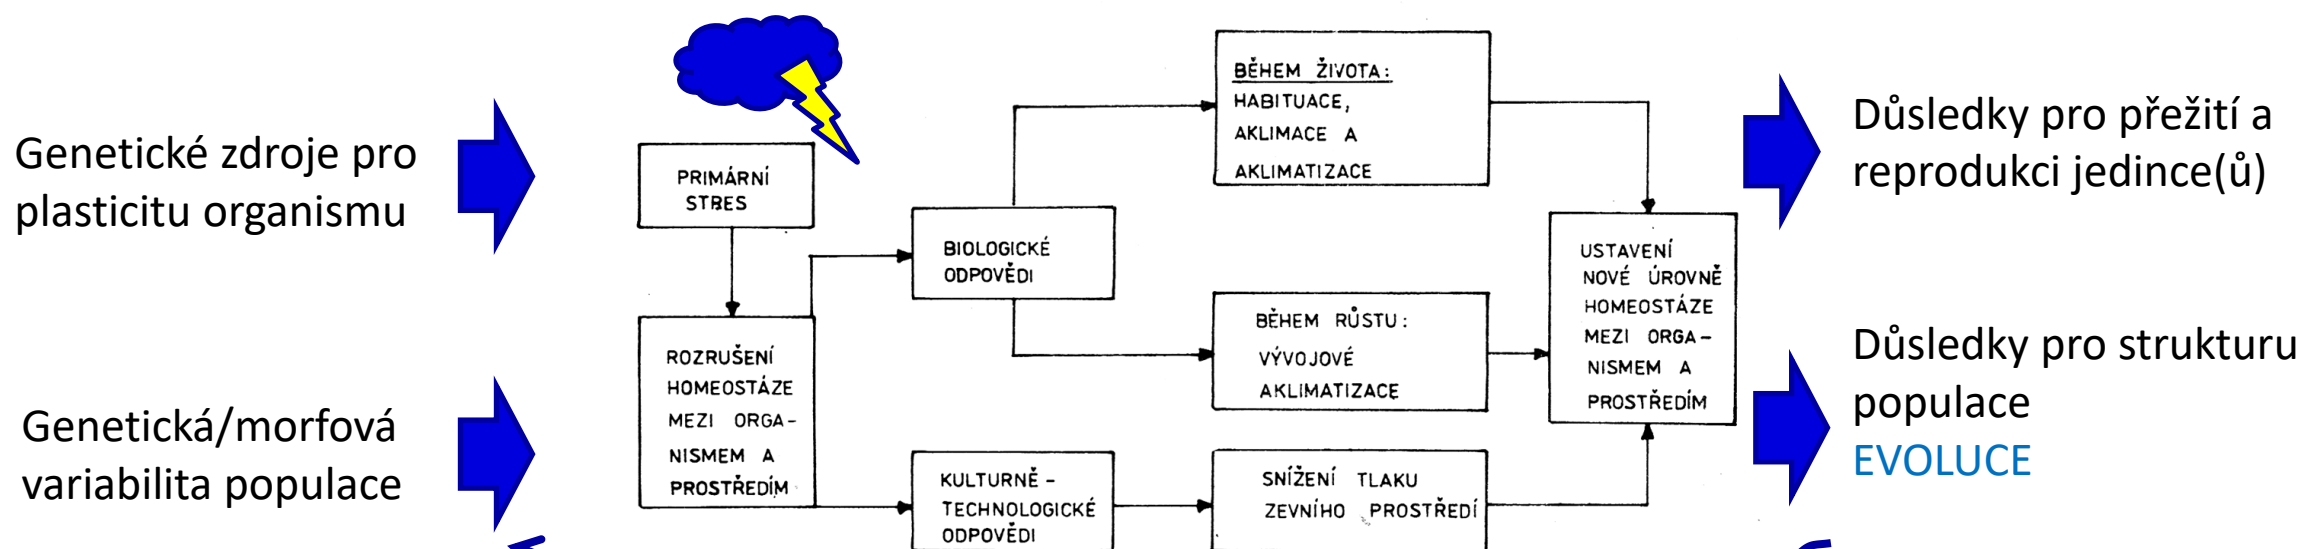 Genetické zdroje pro
plasticitu organismu
Genetická/morfová
variabilita populace
PRIMÁRNÍ
STRES
ROZRUŠENÍ
HOMEOSTÁZE
MEZI ORGA-
NISMEM A
PROSTŘEDÍM
BIOLOGICKÉ
ODPOVĚDI
KULTURNĚ-
TECHNOLOGICKÉ
ODPOVĚDI
BĚHEM ŽIVOTA:
HABITUACE,
AKLIMACE A
AKLIMATIZACE
BĚHEM RŮSTU:
VÝVOJOVÉ
AKLIMATIZACE
SNÍŽENÍ TLAKU
ZEVNÍHO PROSTŘEDÍ
USTAVENÍ
NOVÉ ÚROVNĚ
HOMEOSTÁZE
MEZI ORGA-
NISMEM A
PROSTŘEDÍM
Důsledky pro přežití a
reprodukci jedince(ů)
Důsledky pro strukturu
populace
EVOLUCE